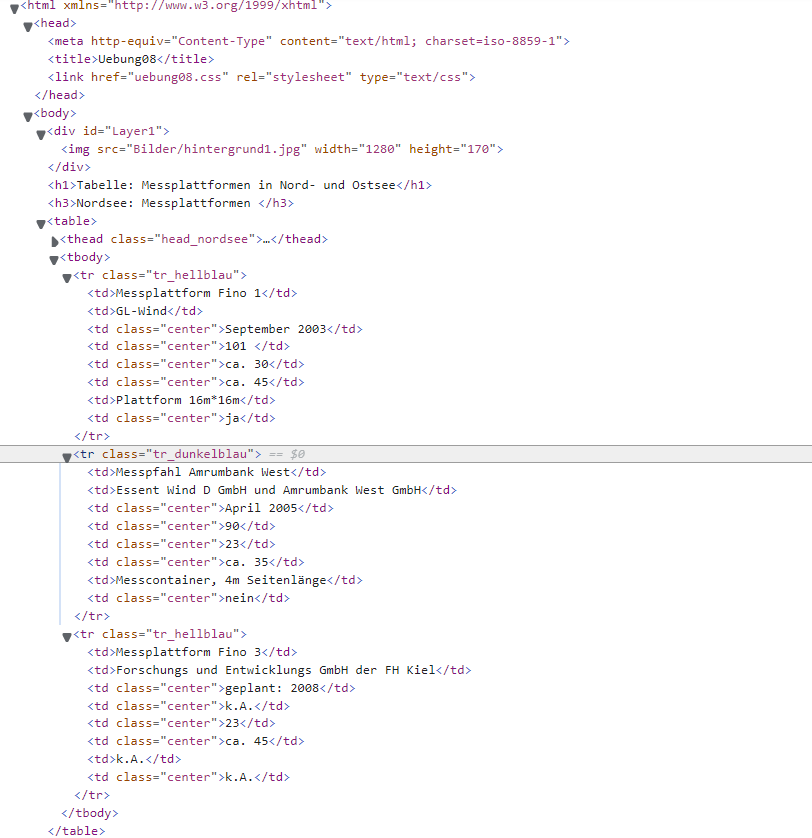 <html xmlns="http://www.w3.org/1999/xhtml">
<head>
<meta http-equiv="Content-Type" content="text/html; charset=iso-8859-1">
<title>Uebung08</title>
<link href="uebung08.css" rel="stylesheet" type="text/css">
</head>
<body>
<div id="Layer1">
<img src="Bilder/hintergrund1.jpg" width="1280" height="170">
</div>
<h1>Tabelle: Messplattformen in Nord- und Ostsee</h1>
<h3>Nordsee: Messplattformen </h3>
<table>
<thead class="head_nordsee">…</thead>
<tbody>
<tr class="tr_hellblau">
<td>Messplattform Fino 1</td>
<td>GL-Wind</td>
<td class="center">September 2003</td>
<td class="center">101 </td>
<td class="center">ca. 30</td>
<td class="center">ca. 45</td>
<td>Plattform 16m*16m</td>
<td class="center">ja</td>
</tr>
<tr class="tr_dunkelblau"> == $0
<td>Messpfahl Amrumbank West</td>
<td>Essent Wind D GmbH und Amrumbank West GmbH</td>
<td class="center">April 2005</td>
<td class="center">90</td>
<td class="center">23</td>
<td class="center">ca. 35</td>
<td>Messcontainer, 4m Seitenlänge</td>
<td class="center">nein</td>
</tr>
<tr class="tr_hellblau">
<td>Messplattform Fino 3</td>
<td>Forschungs und Entwicklungs GmbH der FH Kiel</td>
<td class="center">geplant: 2008</td>
<td class="center">k.A.</td>
<td class="center">23</td>
<td class="center">ca. 45</td>
<td>k.A.</td>
<td class="center">k.A.</td>
</tr>
</tbody>
</table>